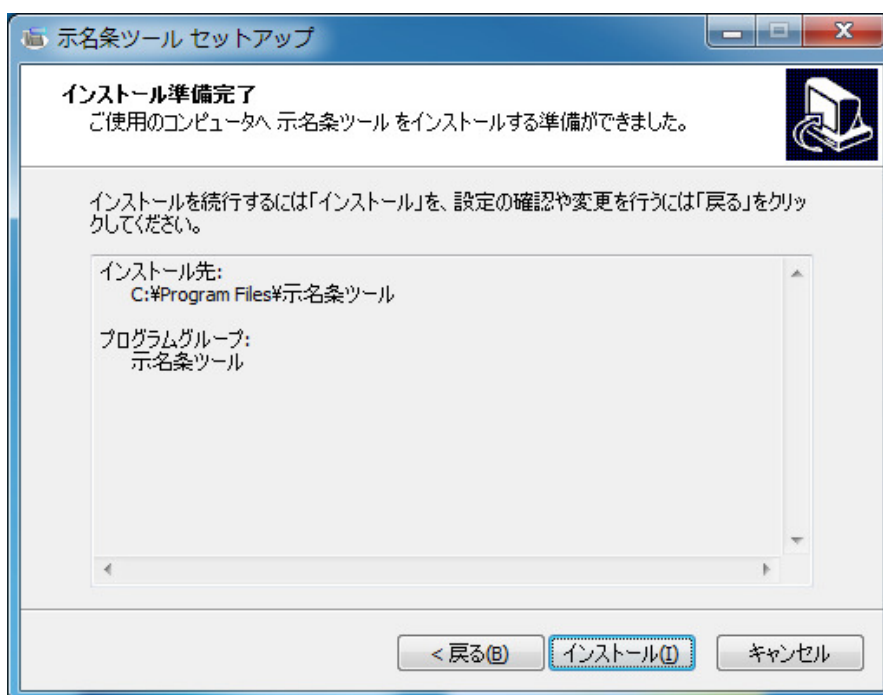 示名条ツール セットアップ
インストール準備完了
ご使用のコンピュータへ 示名条ツール をインストールする準備ができました。
インストールを続行するには「インストール」を、設定の確認や変更を行うには「戻る」をクリッ
クしてください。
インストール先:
C:¥Program Files¥示名条ツール
プログラムグループ:
示名条ツール
< 戻る(B)
インストール(I)
キャンセル